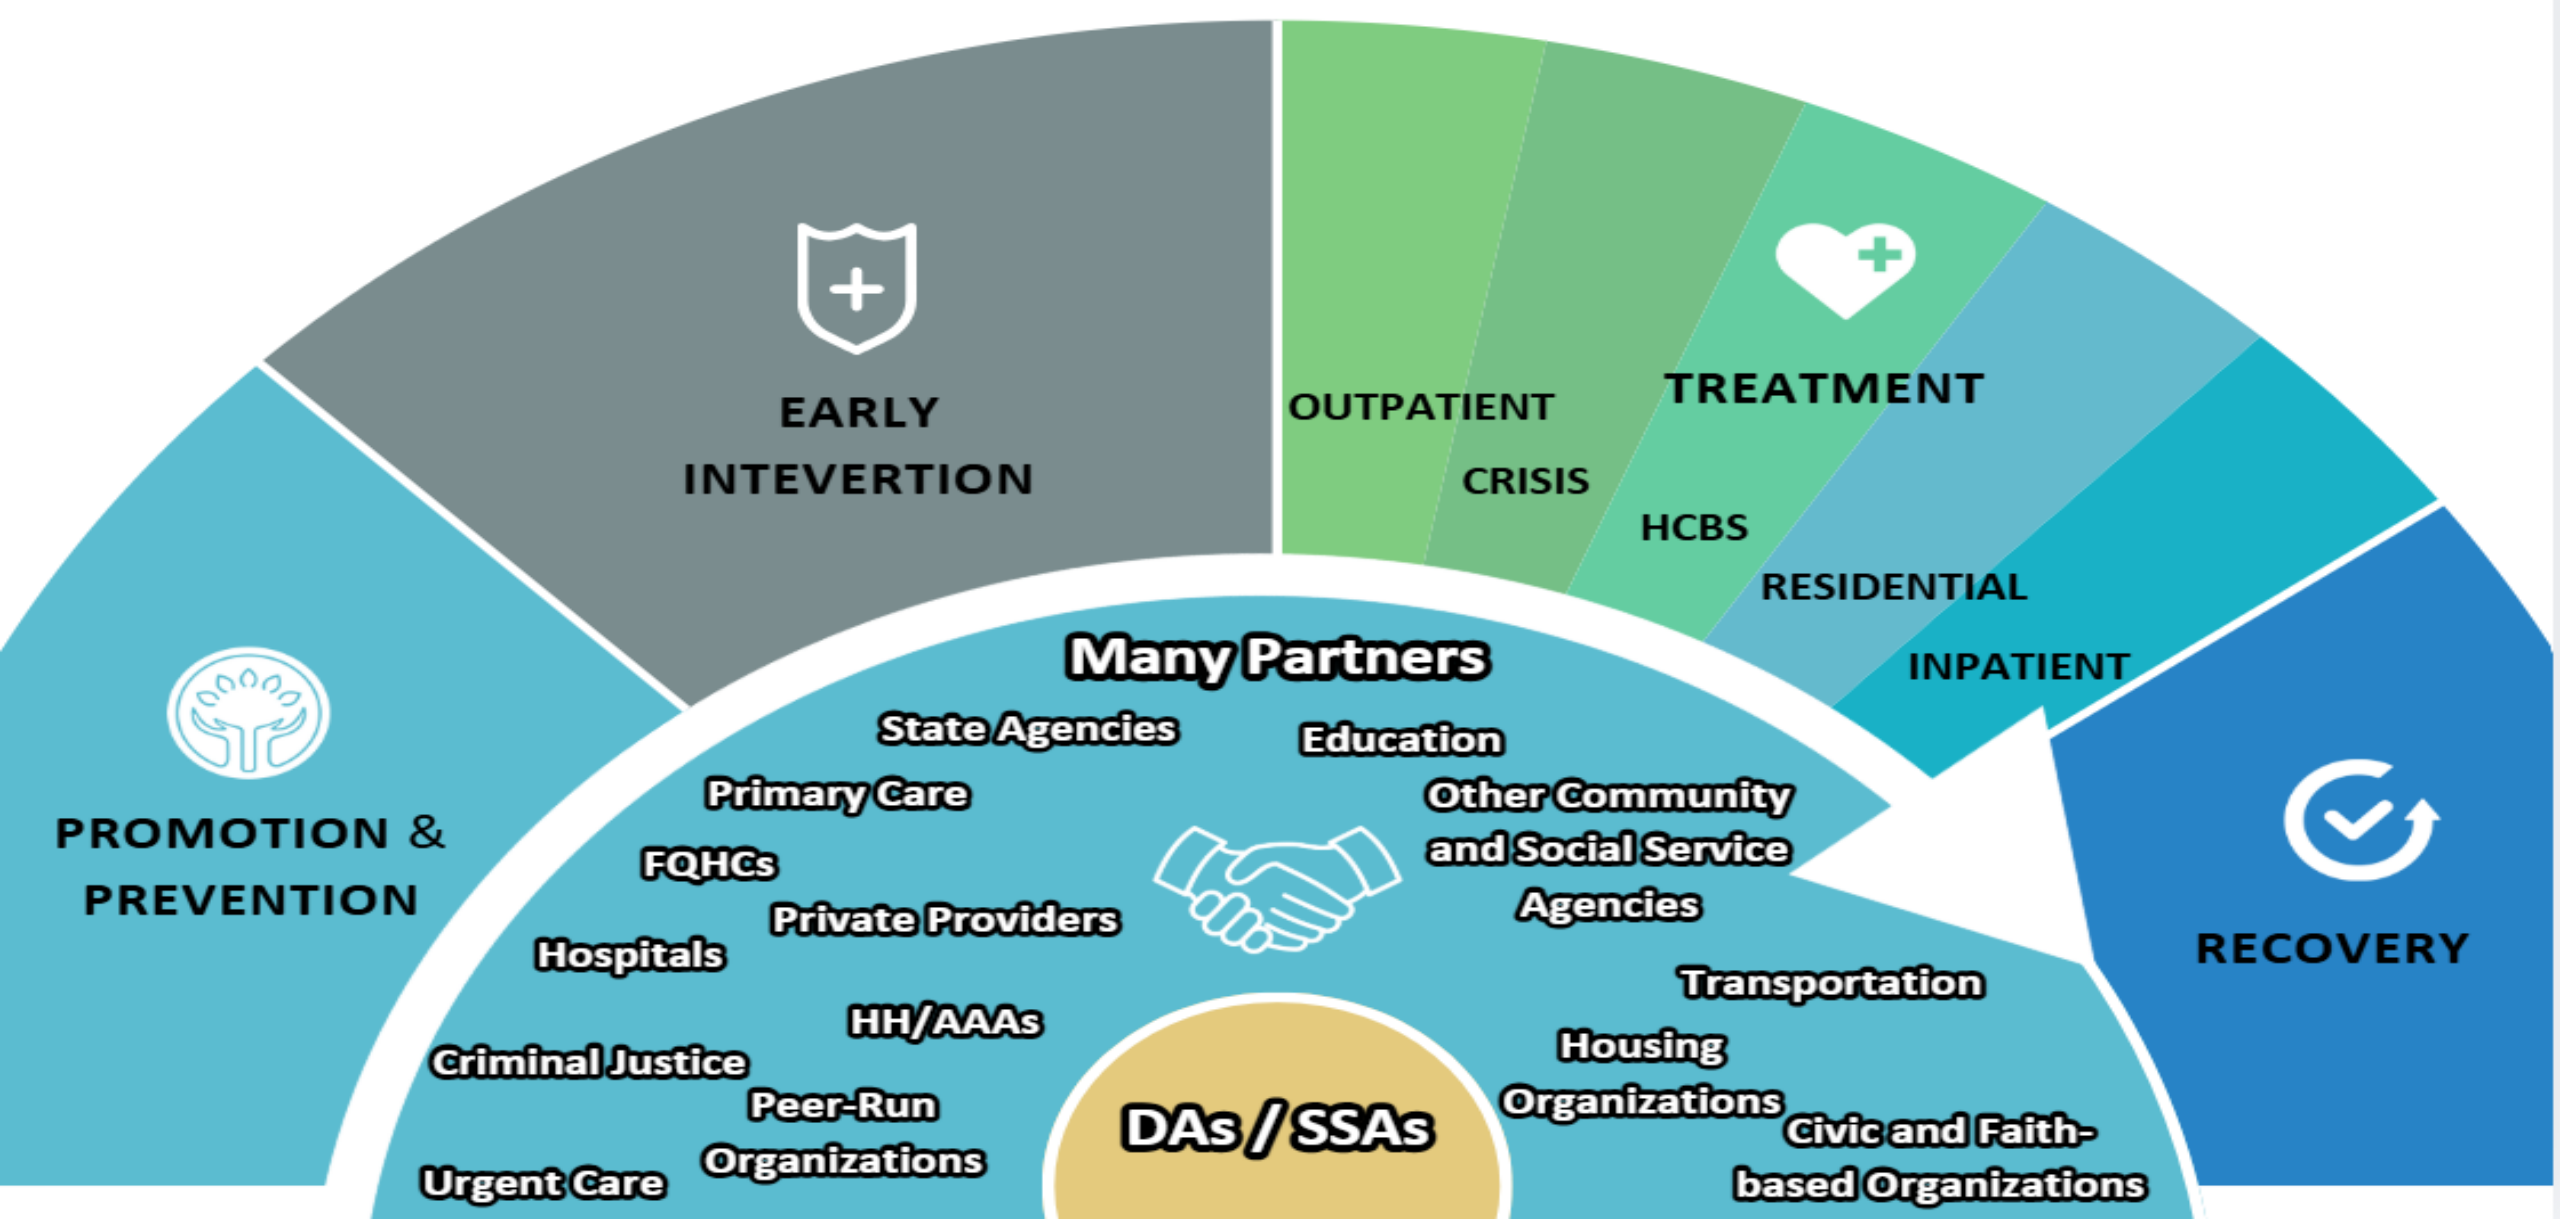 EARLY
INTEVERTION
OUTPATIENT
CRISIS
TREATMENT
HCBS
RESIDENTIAL
INPATIENT
PROMOTION &
PREVENTION
RECOVERY
Many Partners
State Agencies
Education
Primary Care
Other Community
and Social Service
Agencies
FQHCs
Private Providers
Hospitals
Transportation
HH/AAAs
Housing
Organizations
Criminal Justice
Peer-Run
Organizations
DAs / SSAs
Civic and Faith-
based Organizations
Urgent Care